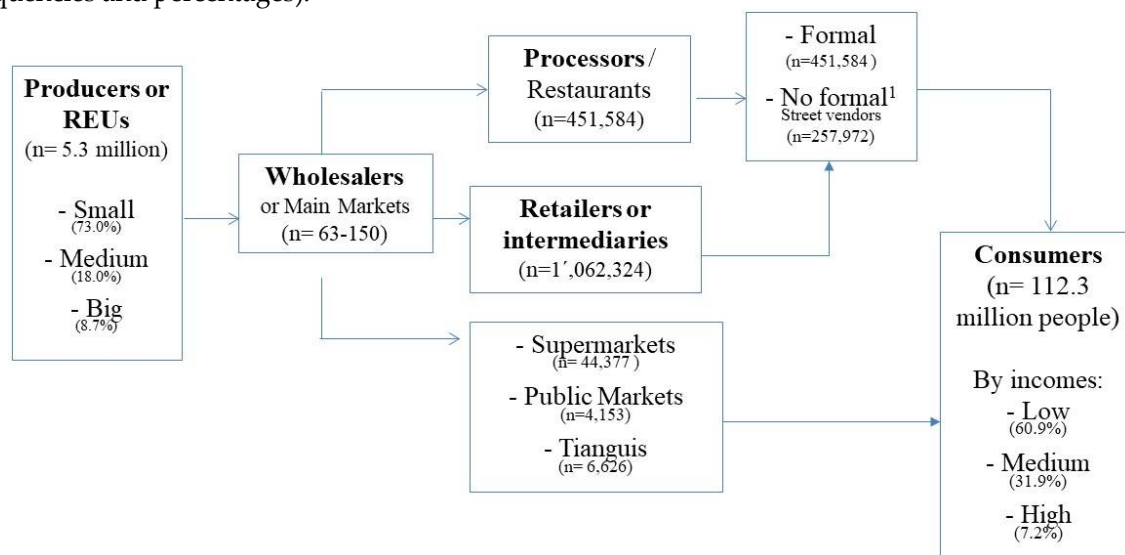 quencies and percentages).
Producers or
REUs
(n= 5.3 million)
- Small
(73.0%)
- Medium
(18.0%)
- Big
(8.7%)
Wholesalers
or Main Markets
(n= 63-150)
Processors /
Restaurants
(n=451,584)
Retailers or
intermediaries
(n=1´,062,324)
- Supermarkets
(n= 44,377 )
- Public Markets
(n=4,153)
- Tianguis
(n= 6,626)
- Formal
(n=451,584 )
- No formal¹
Street vendors
(n=257,972)
Consumers
(n= 112.3
million people)
By incomes:
- Low
(60.9%)
- Medium
(31.9%)
- High
(7.2%)